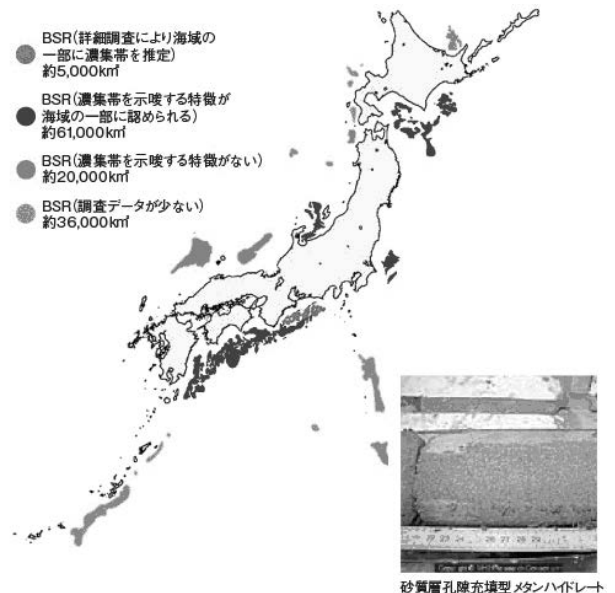 BSR(詳細調査により海域の
一部に濃集帯を推定)
約5,000km²
BSR(濃集帯を示唆する特徴が
海域の一部に認められる)
約61,000km²
BSR(濃集帯を示唆する特徴がない)
約20,000km²
BSR(調査データが少ない)
約36,000km²
砂質層孔隙充填型メタンハイドレート